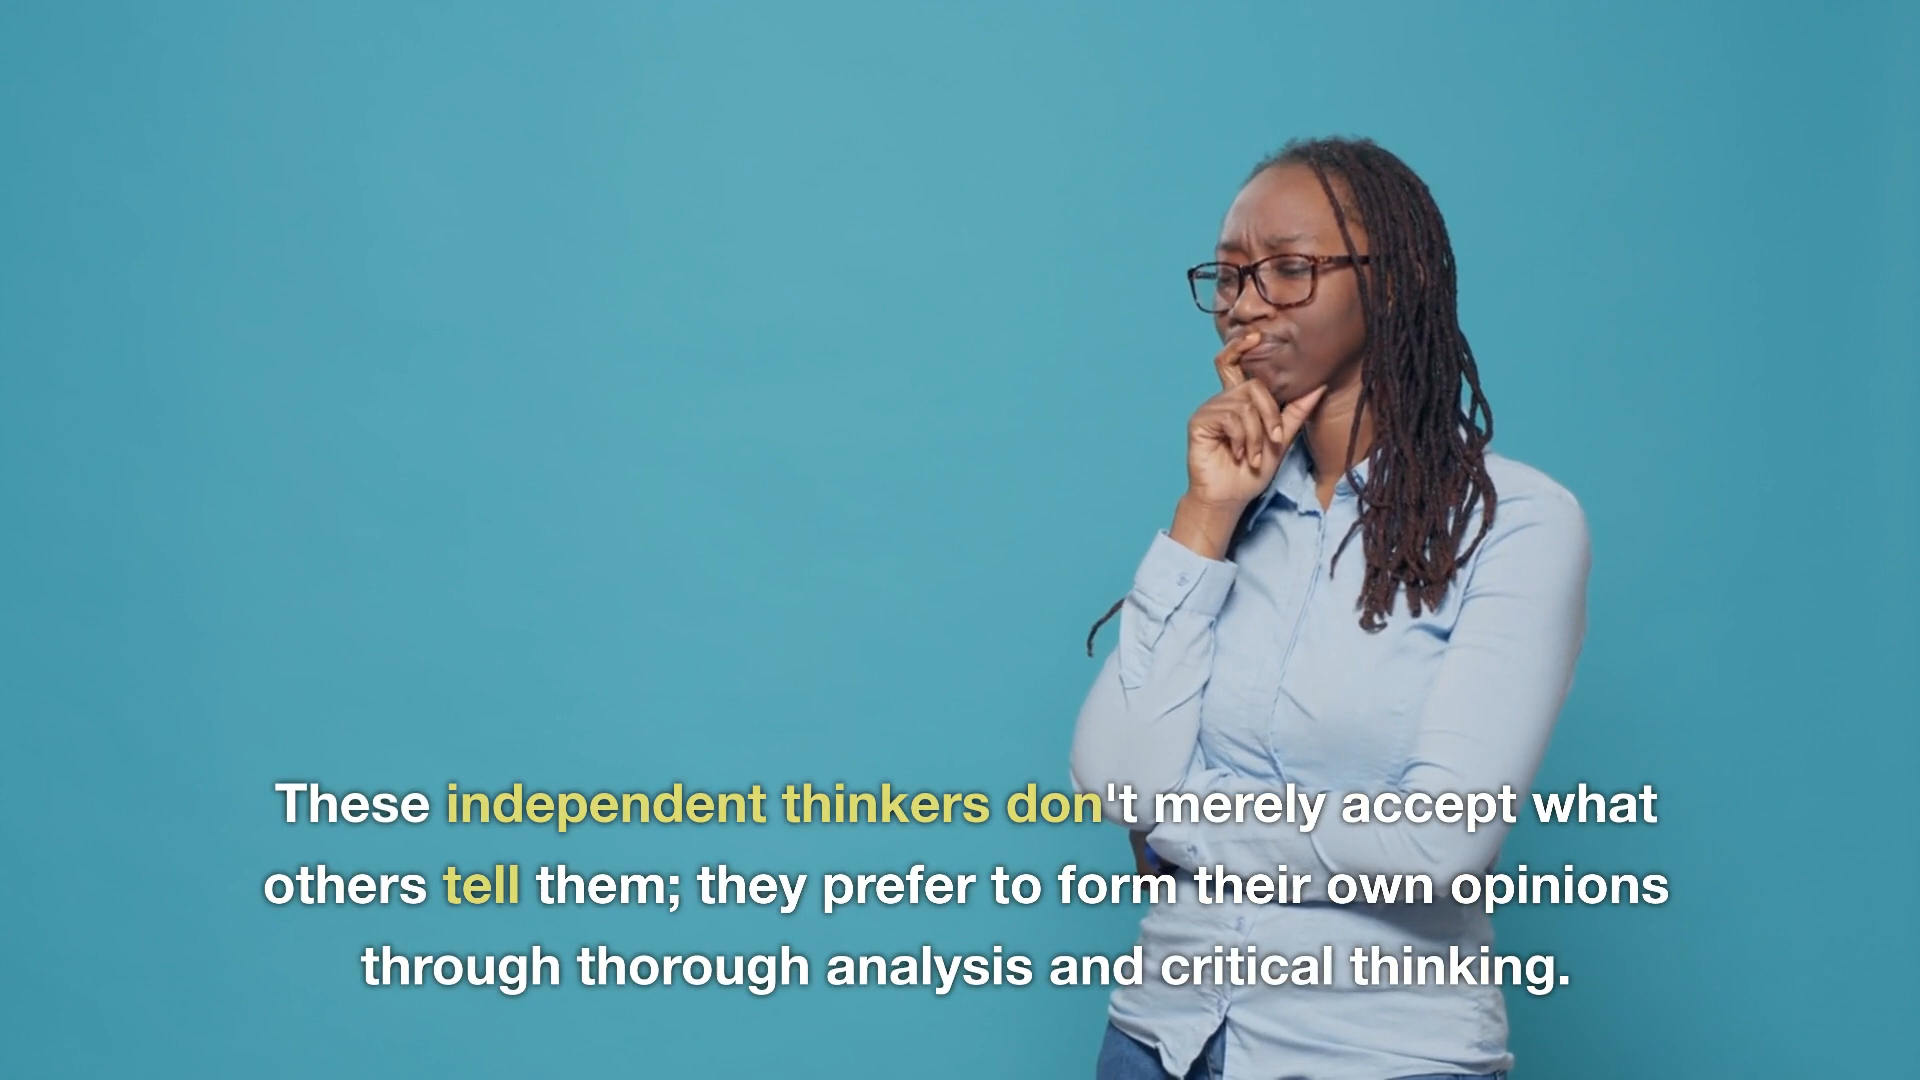 These independent thinkers don't merely accept what
others tell them; they prefer to form their own opinions
through thorough analysis and critical thinking.